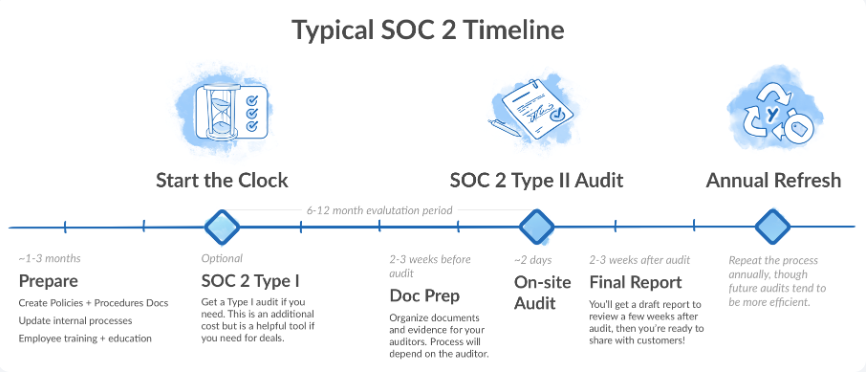 Typical SOC 2 Timeline
Start the Clock
SOC 2 Type II Audit
Annual Refresh
6-12 month evalutation period
~1-3 months
Prepare
Create Policies + Procedures Docs
Update internal processes
Employee training + education
Optional
SOC 2 Type I
Get a Type I audit if you
need. This is an additional
cost but is a helpful tool if
you need for deals.
2-3 weeks before
audit
Doc Prep
Organize documents
and evidence for your
auditors. Process will
depend on the auditor.
~2 days
On-site
Audit
2-3 weeks after audit
Final Report
You'll get a draft report to
review a few weeks after
audit, then you're ready to
share with customers!
Repeat the process
annually, though
future audits tend to
be more efficient.